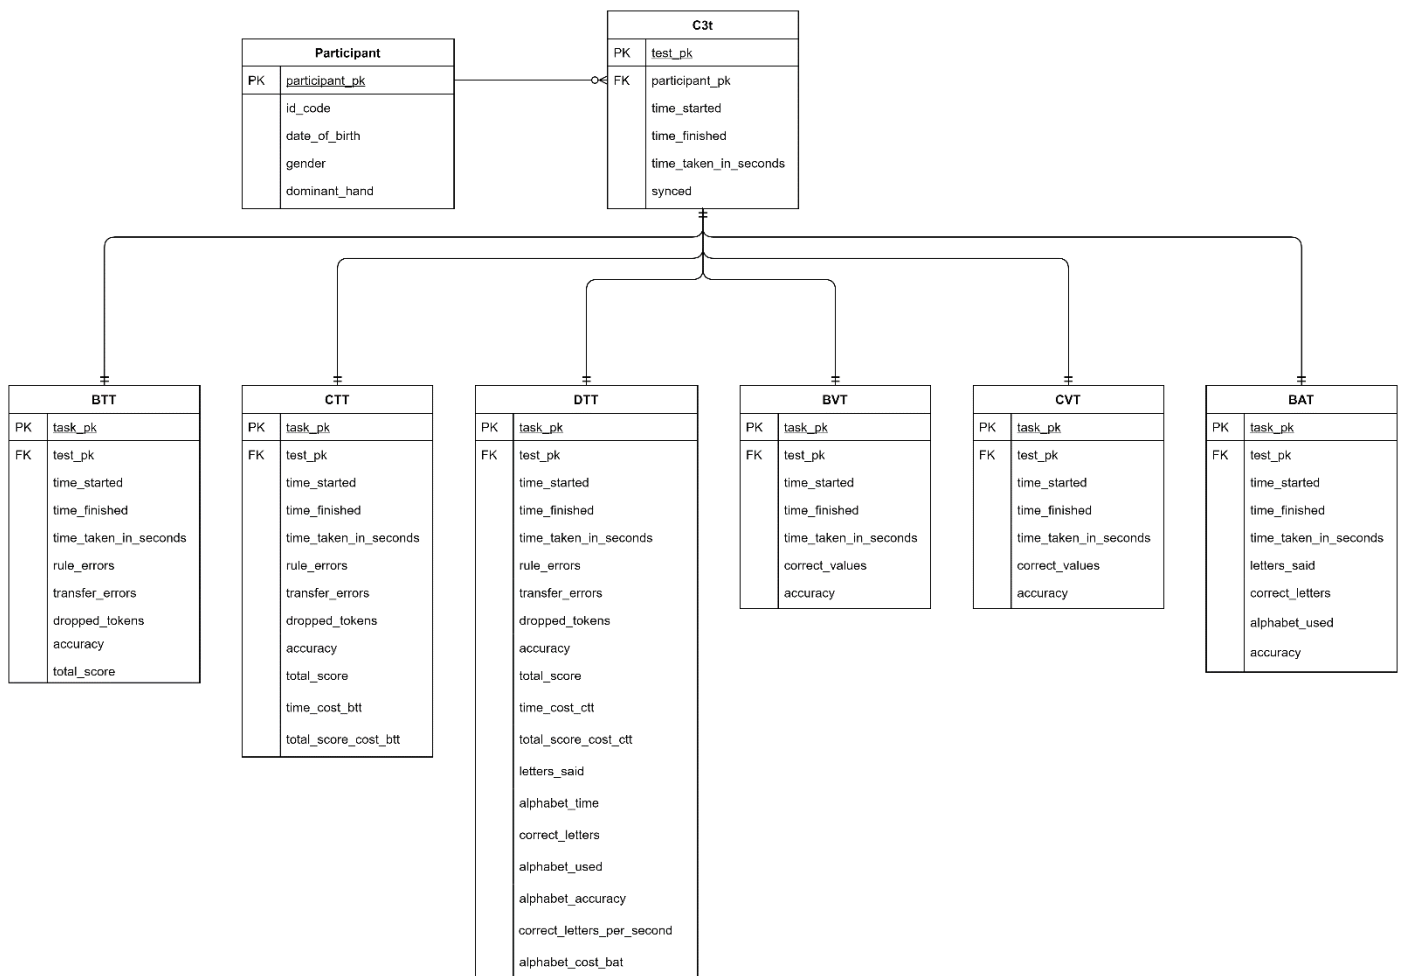 C3t
PK test_pk
FK participant_pk
time_started
time_finished
time_taken_in_seconds
synced
Participant
PK participant_pk
id_code
date_of_birth
gender
dominant_hand
BTT
PK task_pk
FK test_pk
time_started
time_finished
time_taken_in_seconds
rule_errors
transfer_errors
dropped_tokens
accuracy
total_score
CTT
PK task_pk
FK test_pk
time_started
time_finished
time_taken_in_seconds
rule_errors
transfer_errors
dropped_tokens
accuracy
total_score
time_cost_btt
total_score_cost_btt
DTT
PK task_pk
FK test_pk
time_started
time_finished
time_taken_in_seconds
rule_errors
transfer_errors
dropped_tokens
accuracy
total_score
time_cost_ctt
total_score_cost_ctt
letters_said
alphabet_time
correct_letters
alphabet_used
alphabet_accuracy
correct_letters_per_second
alphabet_cost_bat
BVT
PK task_pk
FK test_pk
time_started
time_finished
time_taken_in_seconds
correct_values
accuracy
CVT
PK task_pk
FK test_pk
time_started
time_finished
time_taken_in_seconds
correct_values
accuracy
BAT
PK task_pk
FK test_pk
time_started
time_finished
time_taken_in_seconds
letters_said
correct_letters
alphabet_used
accuracy